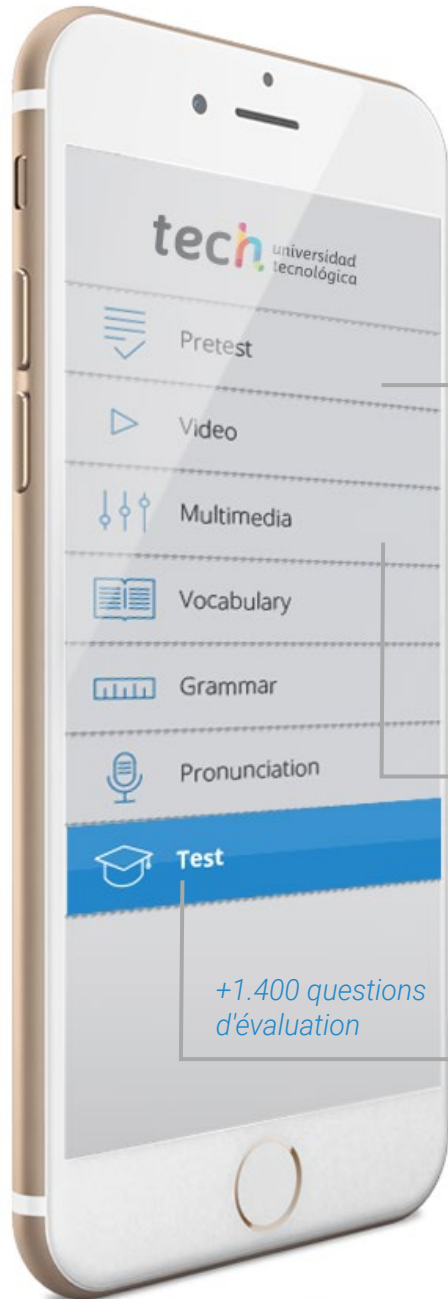 tech universidad
tecnológica
Pretest
Video
Multimedia
Vocabulary
Grammar
Pronunciation
Test
+1.400 questions
d'évaluation